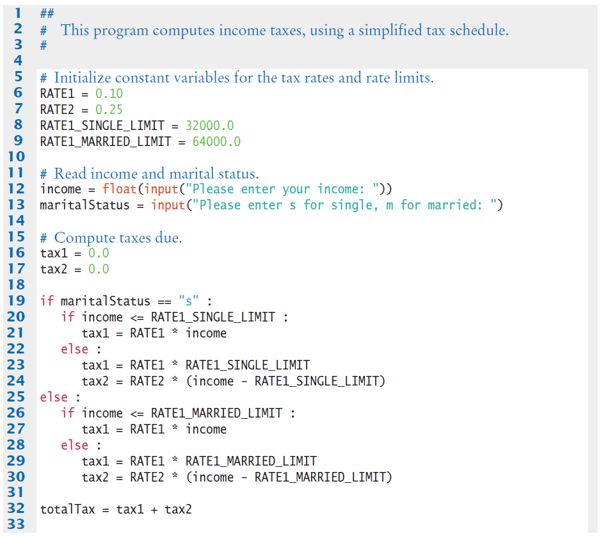 1 ##
2 # This program computes income taxes, using a simplified tax schedule.
3 #
4
5 # Initialize constant variables for the tax rates and rate limits.
6 RATE1 = 0.10
7 RATE2 = 0.25
8 RATE1_SINGLE_LIMIT = 32000.0
9 RATE1_MARRIED_LIMIT = 64000.0
10
11 # Read income and marital status.
12 income = float(input("Please enter your income: "))
13 maritalStatus = input("Please enter s for single, m for married: ")
14
15 # Compute taxes due.
16 tax1 = 0.0
17 tax2 = 0.0
18
19 if maritalStatus == "s" :
20    if income <= RATE1_SINGLE_LIMIT :
21       tax1 = RATE1 * income
22    else :
23       tax1 = RATE1 * RATE1_SINGLE_LIMIT
24       tax2 = RATE2 * (income - RATE1_SINGLE_LIMIT)
25 else :
26    if income <= RATE1_MARRIED_LIMIT :
27       tax1 = RATE1 * income
28    else :
29       tax1 = RATE1 * RATE1_MARRIED_LIMIT
30       tax2 = RATE2 * (income - RATE1_MARRIED_LIMIT)
31
32 totalTax = tax1 + tax2
33